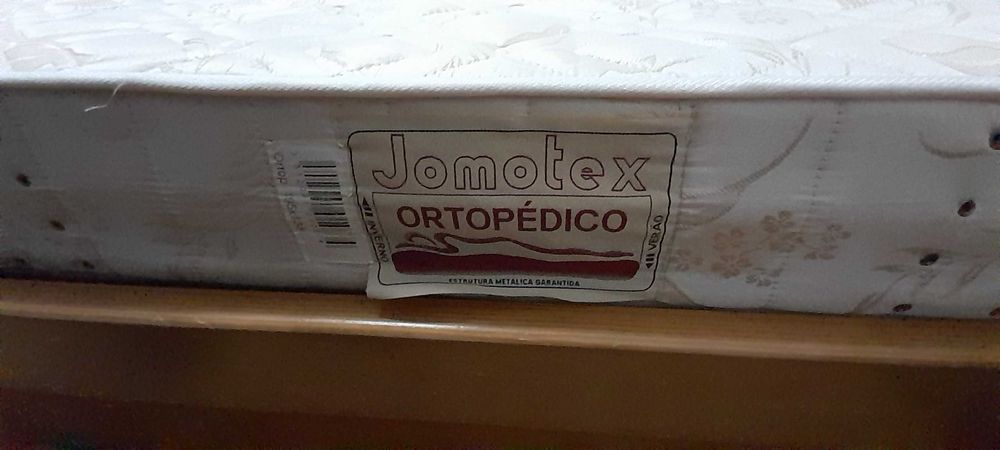 Jomotex
ORTOPÉDICO
INVERNO
VERÃO
ESTRUTURA METÁLICA GARANTIDA